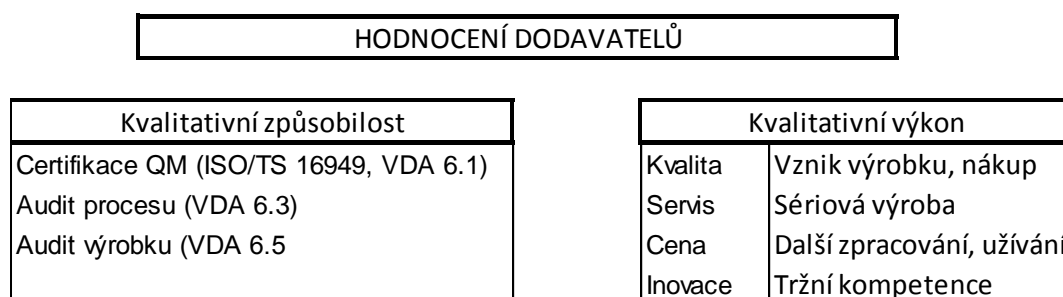 HODNOCENÍ DODAVATELŮ
Kvalitativní způsobilost
Certifikace QM (ISO/TS 16949, VDA 6.1)
Audit procesu (VDA 6.3)
Audit výrobku (VDA 6.5
Kvalitativní výkon
Kvalita Vznik výrobku, nákup
Servis Sériová výroba
Cena Další zpracování, užívání
Inovace Tržní kompetence